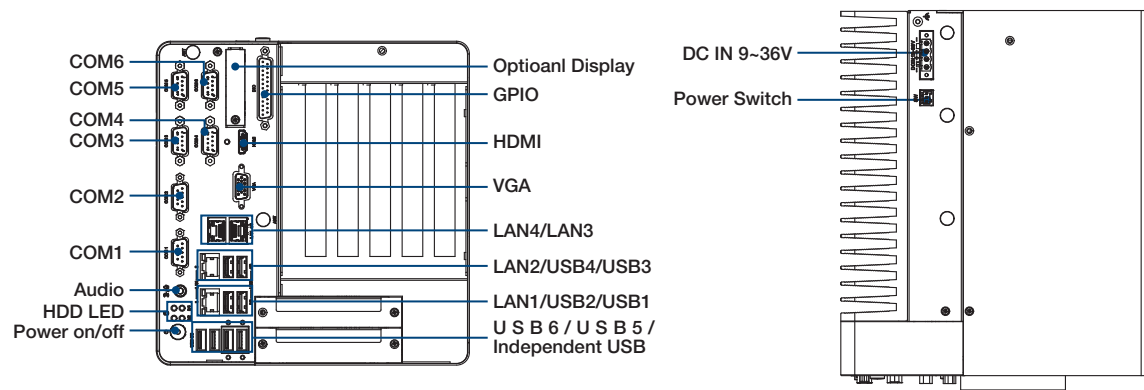 COM6
COM5
COM4
COM3
COM2
COM1
Audio
HDD LED
Power on/off
Optioanl Display
GPIO
HDMI
VGA
LAN4/LAN3
LAN2/USB4/USB3
LAN1/USB2/USB1
U S B 6 / U S B 5 /
Independent USB
DC IN 9~36V
Power Switch